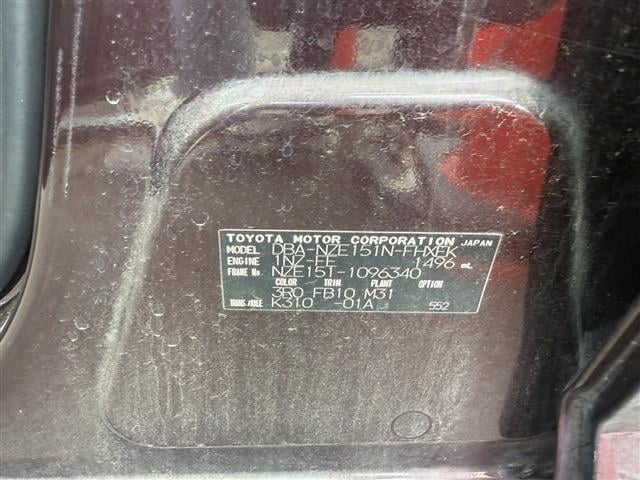 TOYOTA MOTOR CORPORATION JAPAN
MODEL DBA-NZE151N-FHXEK
ENGINE 1NZ-FE 1496 mL
FRAME No. NZE151-1096340
COLOR TRIM PLANT OPTION
3R0 FB10 M31
TRANS/AXLE K310 -01A 552